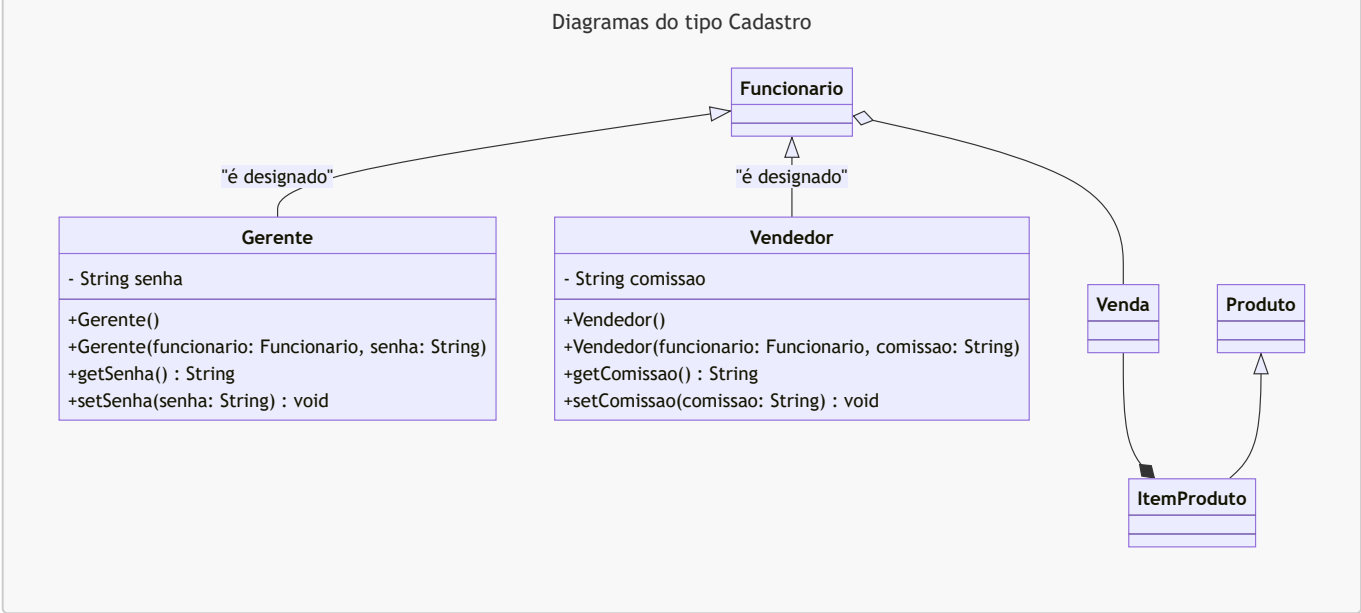 Diagramas do tipo Cadastro
Funcionario
"é designado"
"é designado"
Gerente
- String senha
+Gerente()
+Gerente(funcionario: Funcionario, senha: String)
+getSenha() : String
+setSenha(senha: String) : void
Vendedor
- String comissao
+Vendedor()
+Vendedor(funcionario: Funcionario, comissao: String)
+getComissao() : String
+setComissao(comissao: String) : void
Venda
Produto
ItemProduto